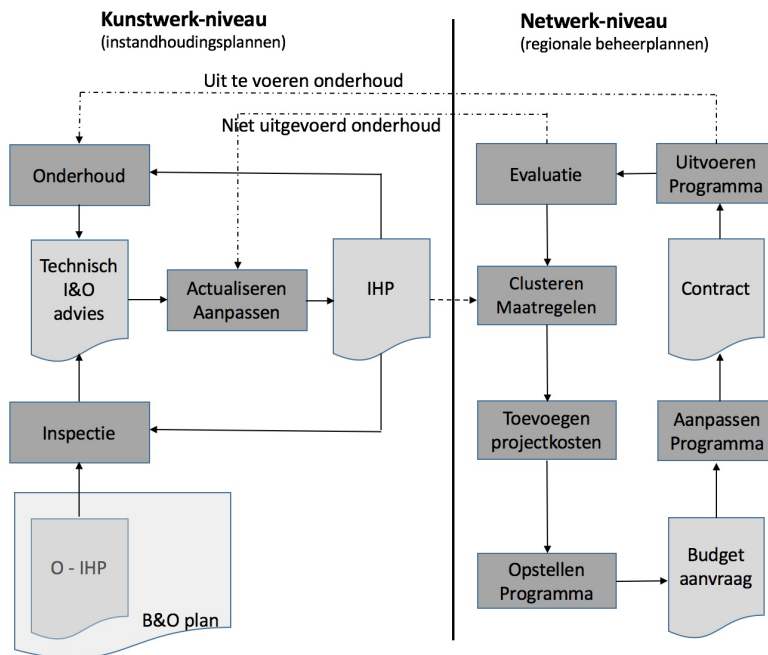 Kunstwerk-niveau
(instandhoudingsplannen)
Netwerk-niveau
(regionale beheerplannen)
Uit te voeren onderhoud
Niet uitgevoerd onderhoud
Onderhoud
Technisch
I&O
advies
Actualiseren
Aanpassen
IHP
Inspectie
O - IHP
B&O plan
Evaluatie
Uitvoeren
Programma
Clusteren
Maatregelen
Contract
Toevoegen
projectkosten
Aanpassen
Programma
Opstellen
Programma
Budget
aanvraag